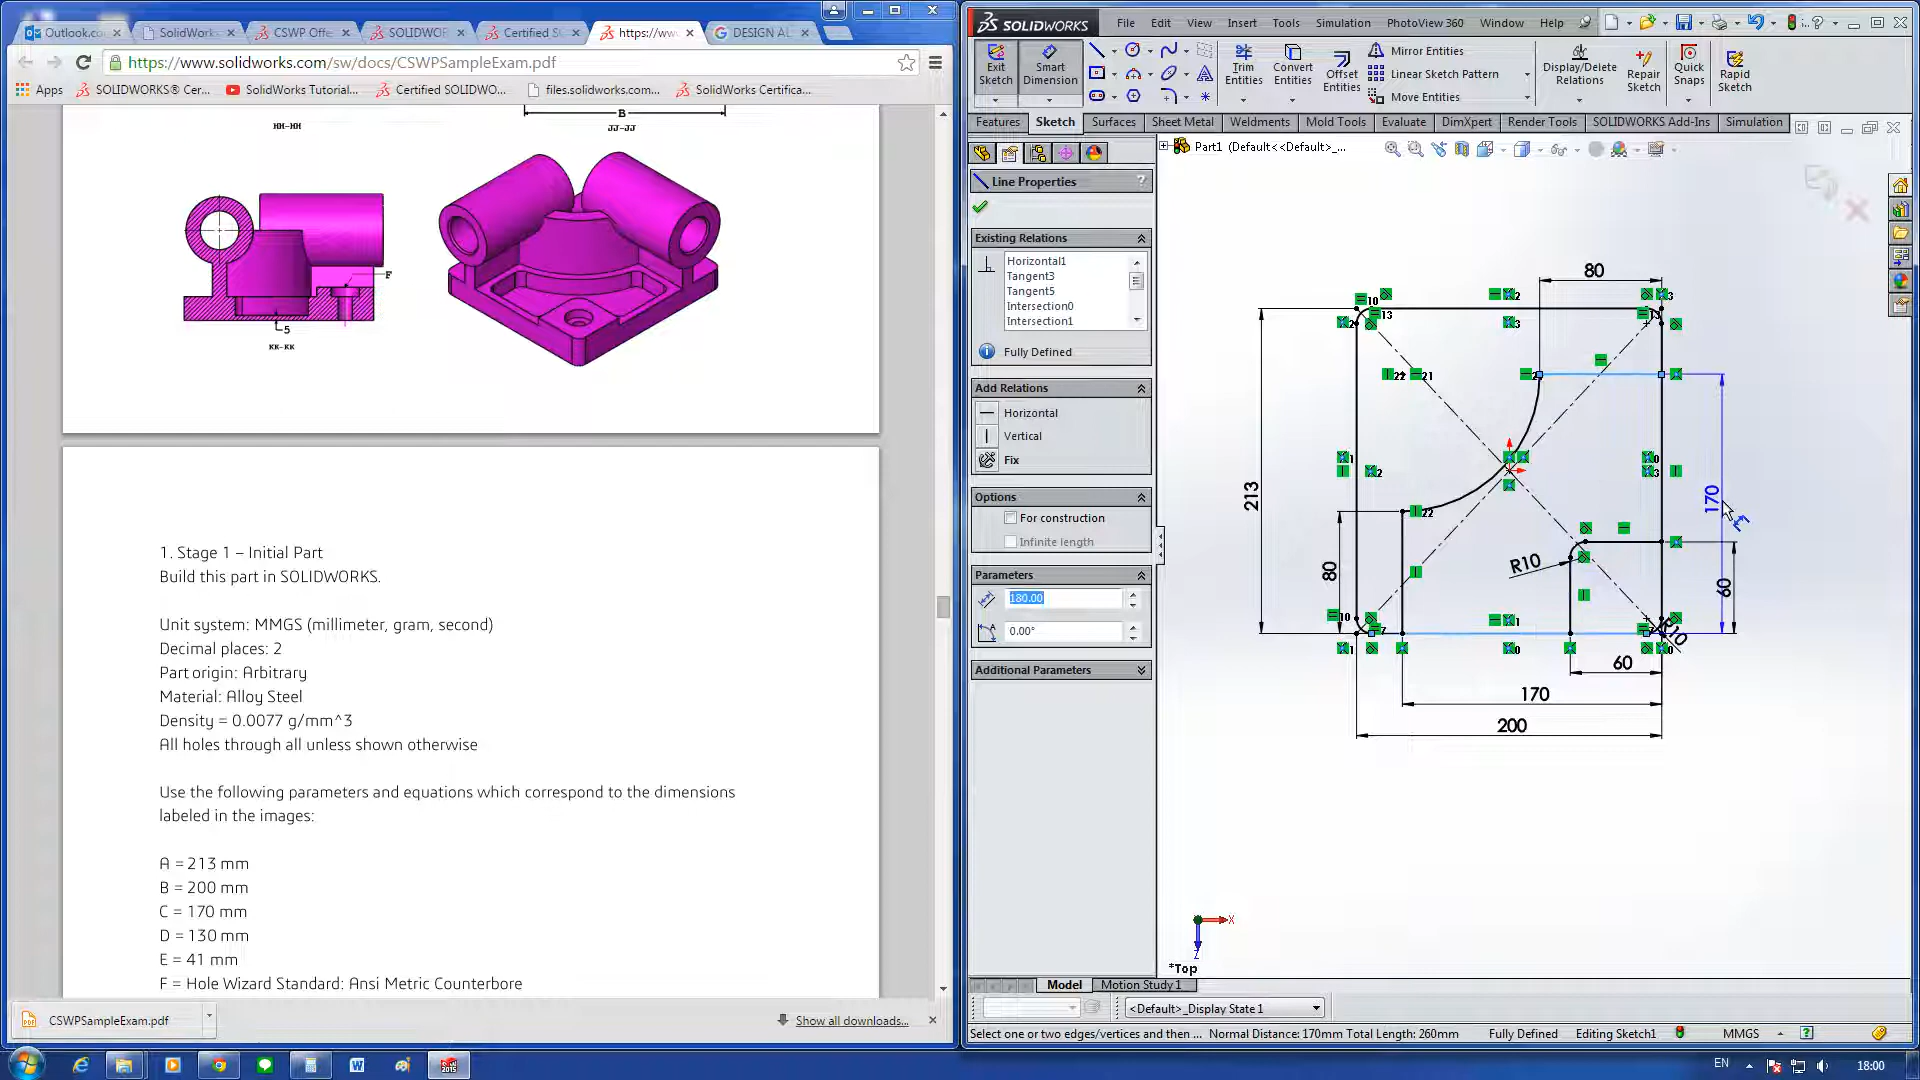 Outlook.co
SolidWork
CSWP Offe
SOLIDWOR
Certified S
https://ww
DESIGN AL
https://www.solidworks.com/sw/docs/CSWPSampleExam.pdf
Apps
SOLIDWORKS® Cer...
SolidWorks Tutorial...
Certified SOLIDWO...
files.solidworks.com...
SolidWorks Certifica...
B
HH-HH
JJ-JJ
F
5
KK-KK
1. Stage 1 – Initial Part
Build this part in SOLIDWORKS.
Unit system: MMGS (millimeter, gram, second)
Decimal places: 2
Part origin: Arbitrary
Material: Alloy Steel
Density = 0.0077 g/mm^3
All holes through all unless shown otherwise
Use the following parameters and equations which correspond to the dimensions
labeled in the images:
A = 213 mm
B = 200 mm
C = 170 mm
D = 130 mm
E = 41 mm
F = Hole Wizard Standard: Ansi Metric Counterbore
CSWPSampleExam.pdf
Show all downloads...
SOLIDWORKS
File Edit View Insert Tools Simulation PhotoView 360 Window Help
Exit Sketch
Smart Dimension
Trim Entities
Convert Entities
Offset Entities
Mirror Entities
Linear Sketch Pattern
Move Entities
Display/Delete Relations
Repair Sketch
Quick Snaps
Rapid Sketch
Features Sketch Surfaces Sheet Metal Weldments Mold Tools Evaluate DimXpert Render Tools SOLIDWORKS Add-Ins Simulation
Part1 (Default<<Default>_...
Line Properties
?
Existing Relations
Horizontal1
Tangent3
Tangent5
Intersection0
Intersection1
Fully Defined
Add Relations
Horizontal
Vertical
Fix
Options
For construction
Infinite length
Parameters
180.00
0.00°
Additional Parameters
80
213
170
R10
80
60
R10
60
170
200
X
Z
*Top
Model
Motion Study 1
<Default>_Display State 1
Select one or two edges/vertices and then ...
Normal Distance: 170mm Total Length: 260mm
Fully Defined
Editing Sketch1
MMGS
EN
18:00